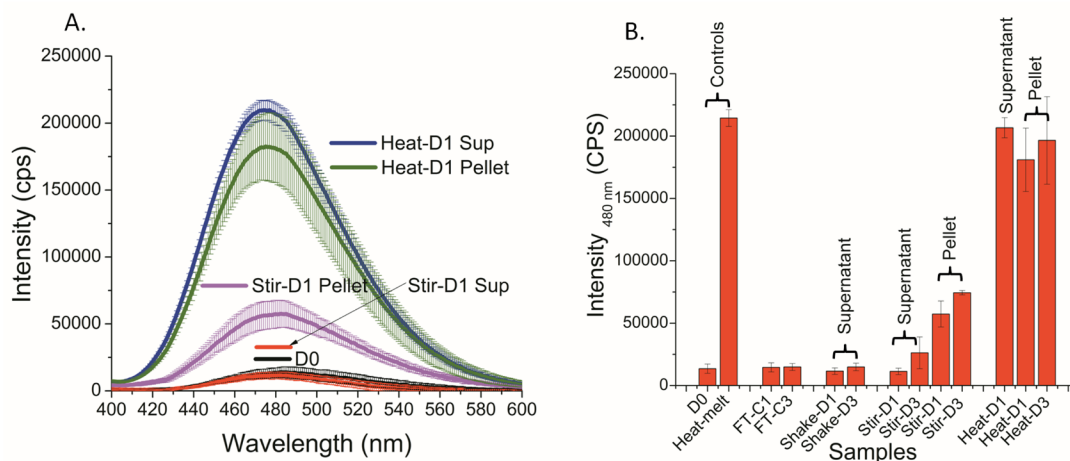 A.
250000
200000
150000
100000
50000
0
Intensity (cps)
Heat-D1 Sup
Heat-D1 Pellet
Stir-D1 Pellet
Stir-D1 Sup
D0
400 420 440 460 480 500 520 540 560 580 600
Wavelength (nm)
B.
250000
200000
150000
100000
50000
0
Intensity 480 nm (CPS)
Controls
Supernatant
Supernatant
Pellet
Supernatant
Pellet
D0
Heat-melt
FT-C1
FT-C3
Shake-D1
Shake-D3
Stir-D1
Stir-D3
Stir-D1
Stir-D3
Heat-D1
Heat-D1
Heat-D3
Samples